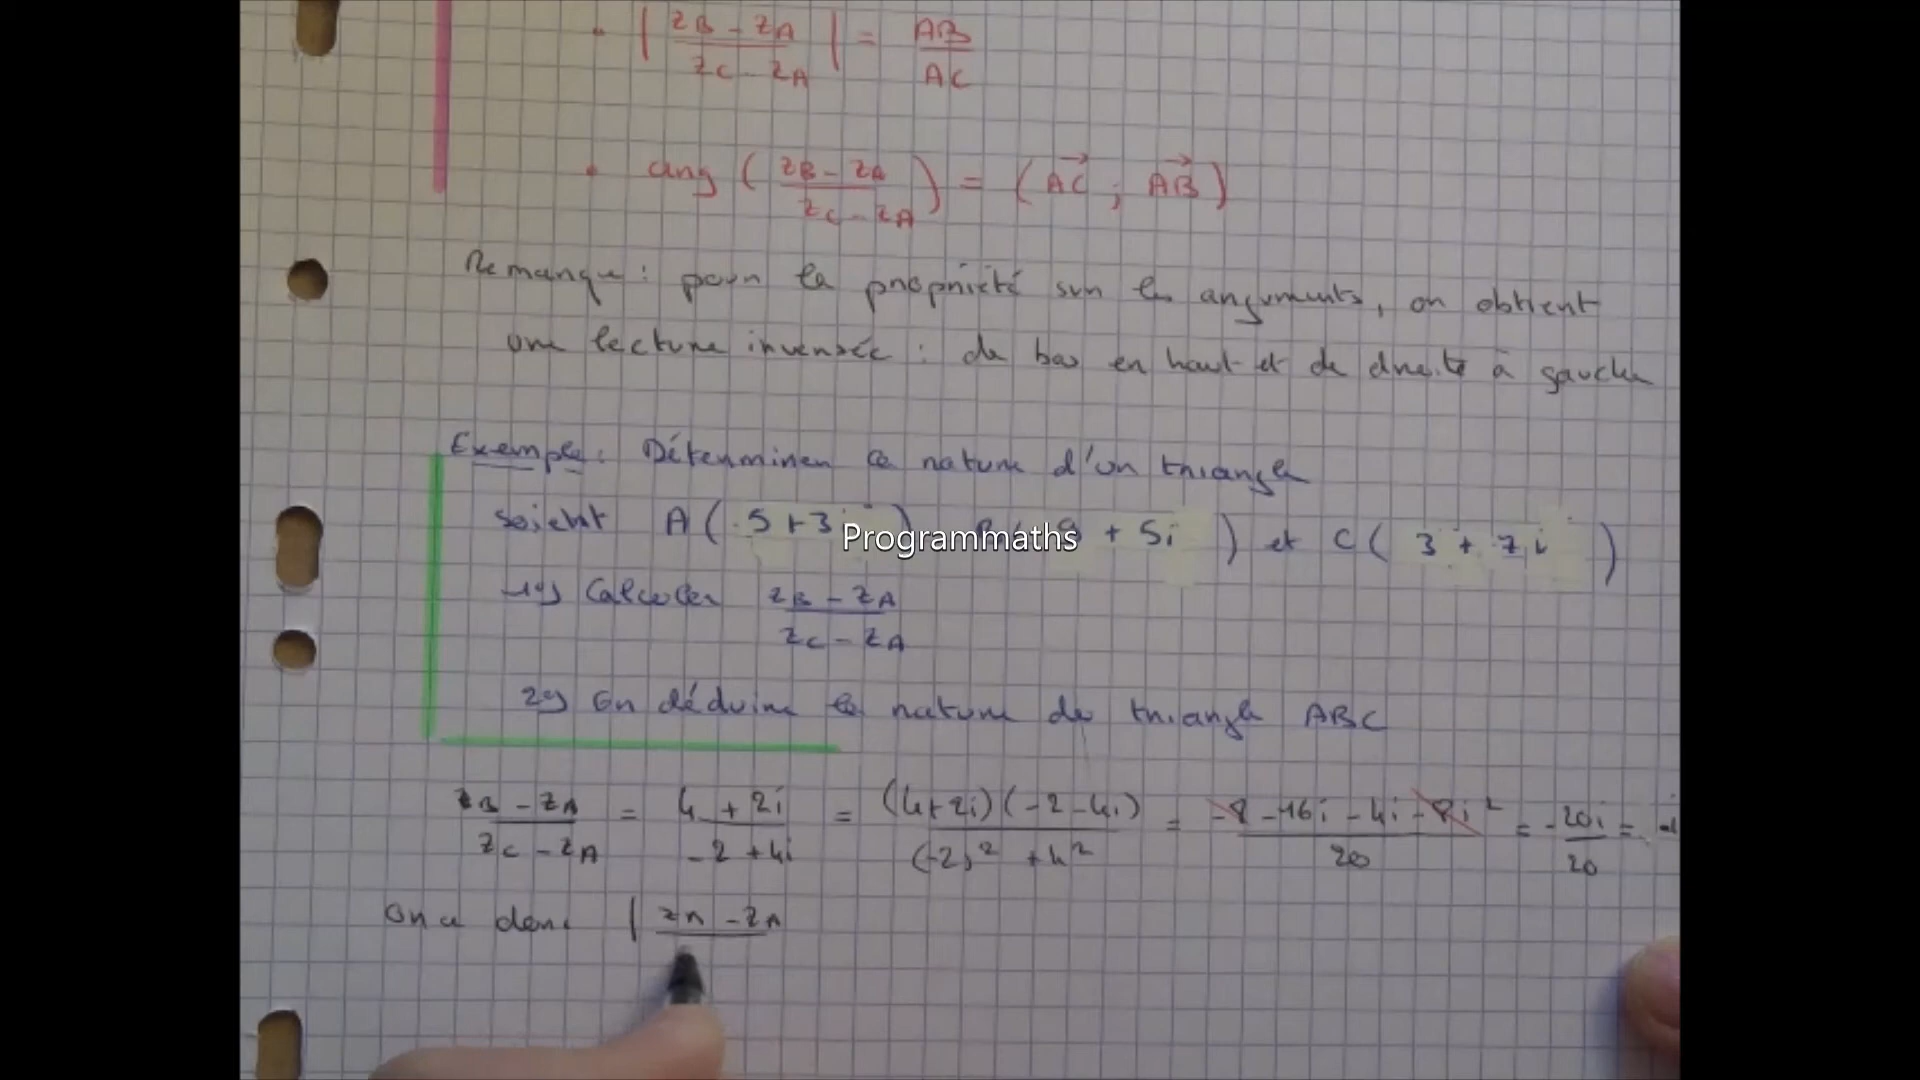 • | zB - zA / zC - zA | = AB / AC
• arg ( zB - zA / zC - zA ) = ( AC ; AB )
Remarque : pour la propriété sur les arguments, on obtient
une lecture inversée : de bas en haut et de droite à gauche
Exemple : Déterminer la nature d'un triangle
soient A ( 5 + 3 ) + 5i ) et C ( 3 + 7i )
Programmaths
1°) Calculer zB - zA / zC - zA
2°) En déduire la nature du triangle ABC
zB - zA / zC - zA = 4 + 2i / -2 + 4i = (4+2i)(-2-4i) / (-2)² + 4² = -8 - 16i - 4i - 8i² / 20 = -20i / 20 = -i
On a donc | zB - zA